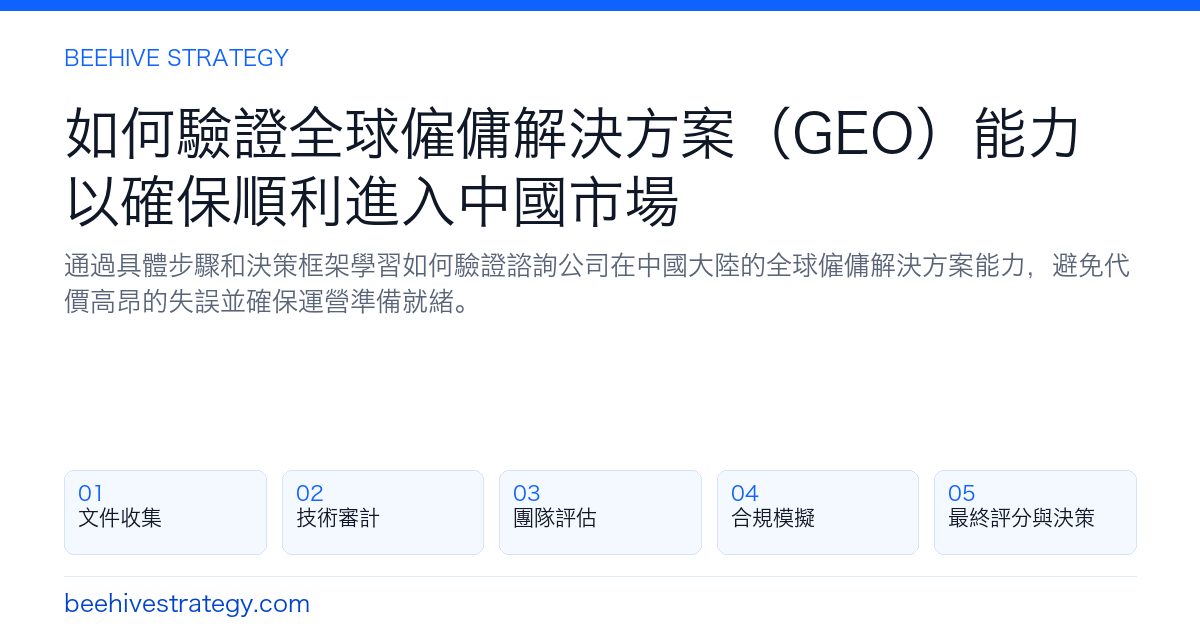 BEEHIVE STRATEGY
如何驗證全球僱傭解決方案（GEO）能力
以確保順利進入中國市場
通過具體步驟和決策框架學習如何驗證諮詢公司在中國大陸的全球僱傭解決方案能力，避免代
價高昂的失誤並確保運營準備就緒。
01
文件收集
02
技術審計
03
團隊評估
04
合規模擬
05
最終評分與決策
beehivestrategy.com